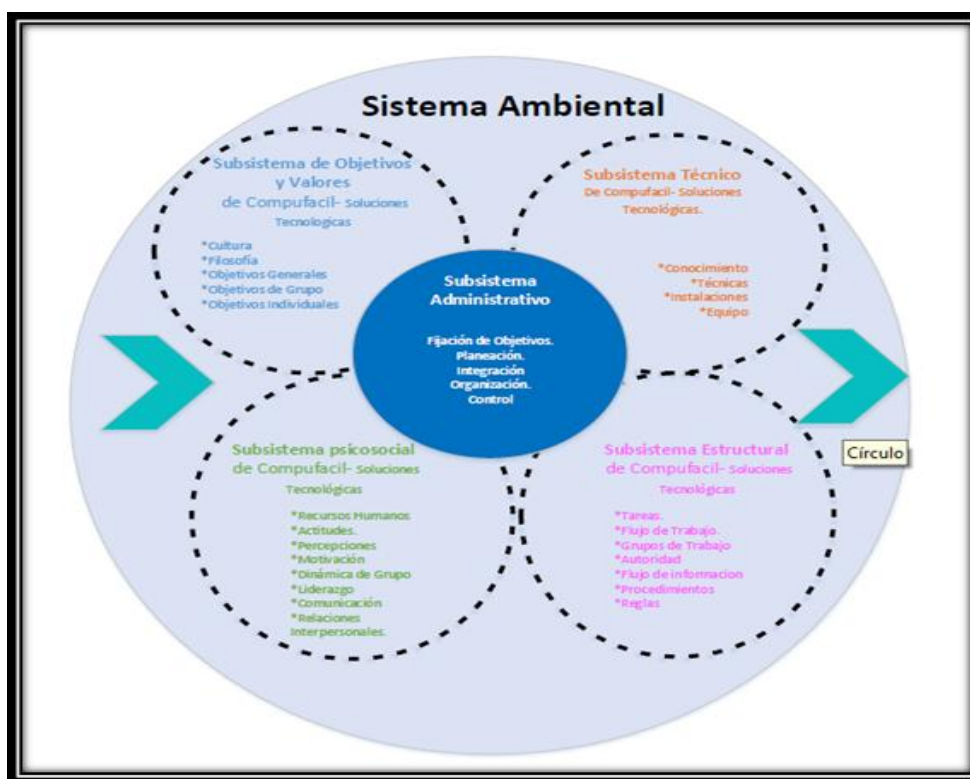 Sistema Ambiental
Subsistema de Objetivos
y Valores
de Compufacil- Soluciones
Tecnologicas
*Cultura
*Filosofía
*Objetivos Generales
*Objetivos de Grupo
*Objetivos Individuales
Subsistema Técnico
De Compufacil- Soluciones
Tecnológicas.
*Conocimiento
*Técnicas
*Instalaciones
*Equipo
Subsistema
Administrativo
Fijación de Objetivos.
Planeación.
Integración
Organización.
Control
Subsistema psicosocial
de Compufacil- Soluciones
Tecnológicas
*Recursos Humanos
*Actitudes.
*Percepciones
*Motivación
*Dinámica de Grupo
*Liderazgo
*Comunicación
*Relaciones
Interpersonales.
Subsistema Estructural
de Compufacil- Soluciones
Tecnológicas
*Tareas.
*Flujo de Trabajo.
*Grupos de Trabajo
*Autoridad
*Flujo de informacion
*Procedimientos
*Reglas
Círculo